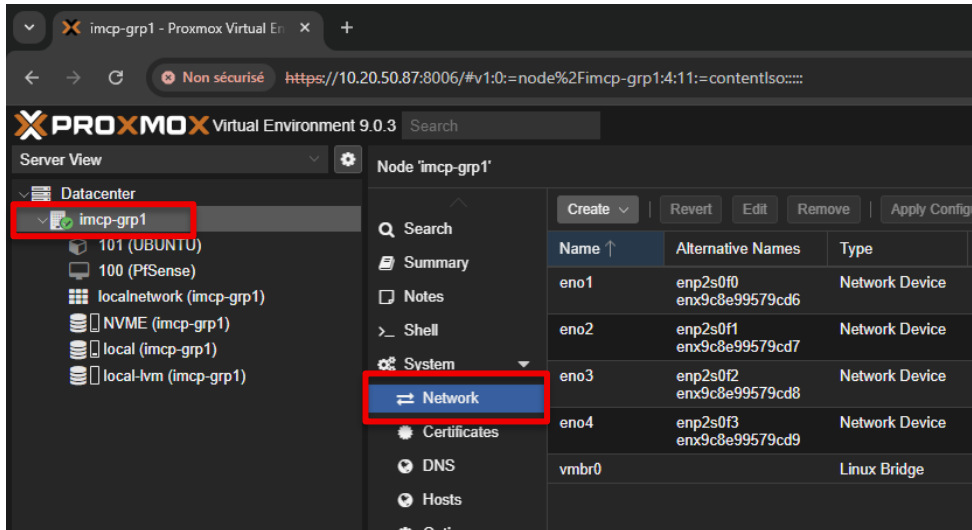 imcp-grp1 - Proxmox Virtual En
Non sécurisé https://10.20.50.87:8006/#v1:0:=node%2Fimcp-grp1:4:11:=contentIso:::::
PROXMOX Virtual Environment 9.0.3 Search
Server View
Datacenter
imcp-grp1
101 (UBUNTU)
100 (PfSense)
localnetwork (imcp-grp1)
NVME (imcp-grp1)
local (imcp-grp1)
local-lvm (imcp-grp1)
Node 'imcp-grp1'
Search
Summary
Notes
>_ Shell
System
Network
Certificates
DNS
Hosts
Create Revert Edit Remove Apply Config
Name Alternative Names Type
eno1 enp2s0f0 Network Device
enx9c8e99579cd6
eno2 enp2s0f1 Network Device
enx9c8e99579cd7
eno3 enp2s0f2 Network Device
enx9c8e99579cd8
eno4 enp2s0f3 Network Device
enx9c8e99579cd9
vmbr0 Linux Bridge